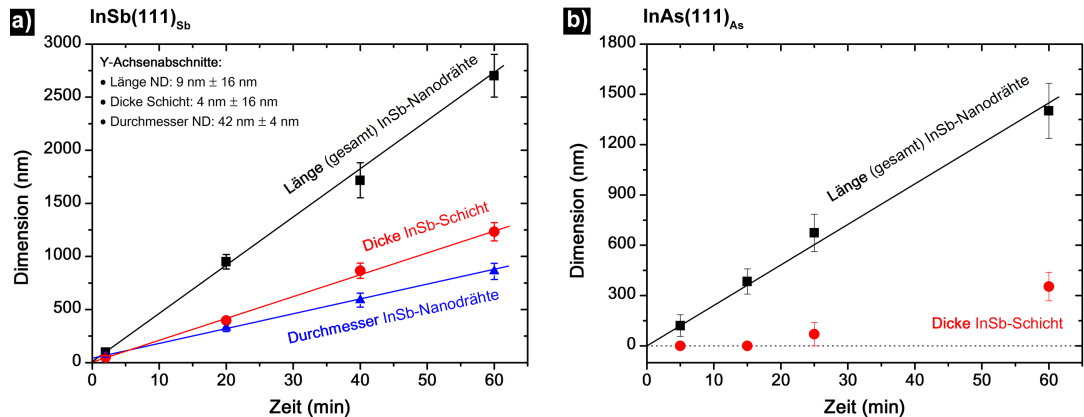 a)
InSb(111)Sb
3000
2500
2000
1500
1000
500
0
Dimension (nm)
Y-Achsenabschnitte:
● Länge ND: 9 nm ± 16 nm
● Dicke Schicht: 4 nm ± 16 nm
● Durchmesser ND: 42 nm ± 4 nm
Länge (gesamt) InSb-Nanodrähte
Dicke InSb-Schicht
Durchmesser InSb-Nanodrähte
0 10 20 30 40 50 60
Zeit (min)
b)
InAs(111)As
1800
1500
1200
900
600
300
0
Dimension (nm)
Länge (gesamt) InSb-Nanodrähte
Dicke InSb-Schicht
0 10 20 30 40 50 60
Zeit (min)